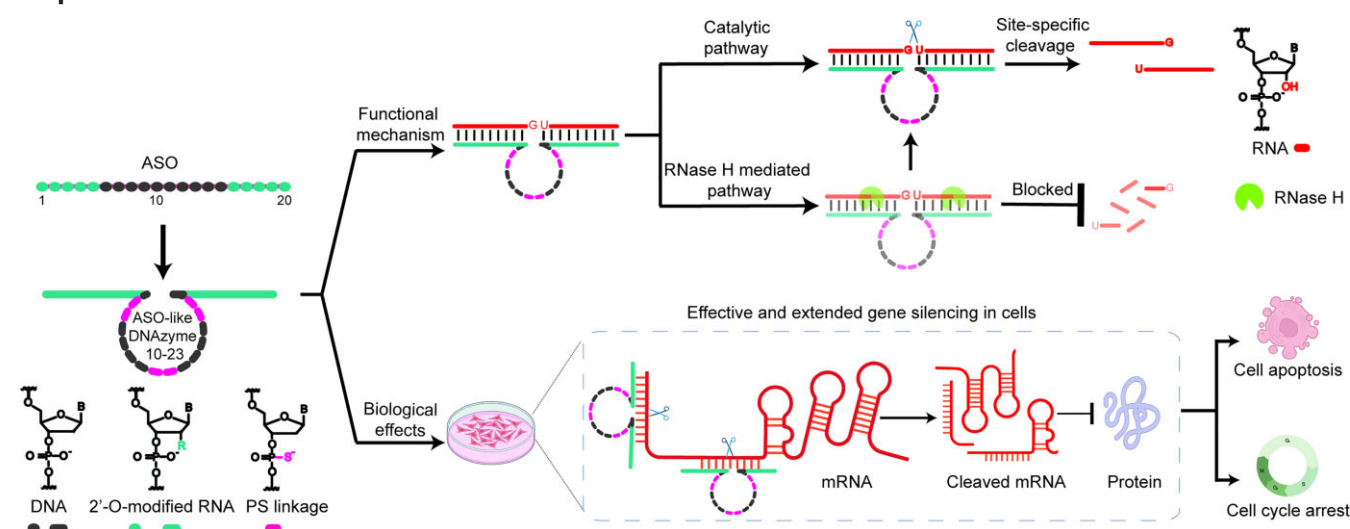 Catalytic
pathway
G U
Site-specific
cleavage
G
U
B
O
OH
O
O=P-O-
O
RNA
Functional
mechanism
G U
RNase H mediated
pathway
G U
Blocked
G
U
RNase H
ASO
1
10
20
ASO-like
DNAzyme
10-23
Effective and extended gene silencing in cells
Biological
effects
mRNA
Cleaved mRNA
Protein
Cell apoptosis
Cell cycle arrest
B
O
O
O=P-O-
O
DNA
B
O
R
O
O=P-O-
O
2'-O-modified RNA
B
O
O
O=P-S-
O
PS linkage